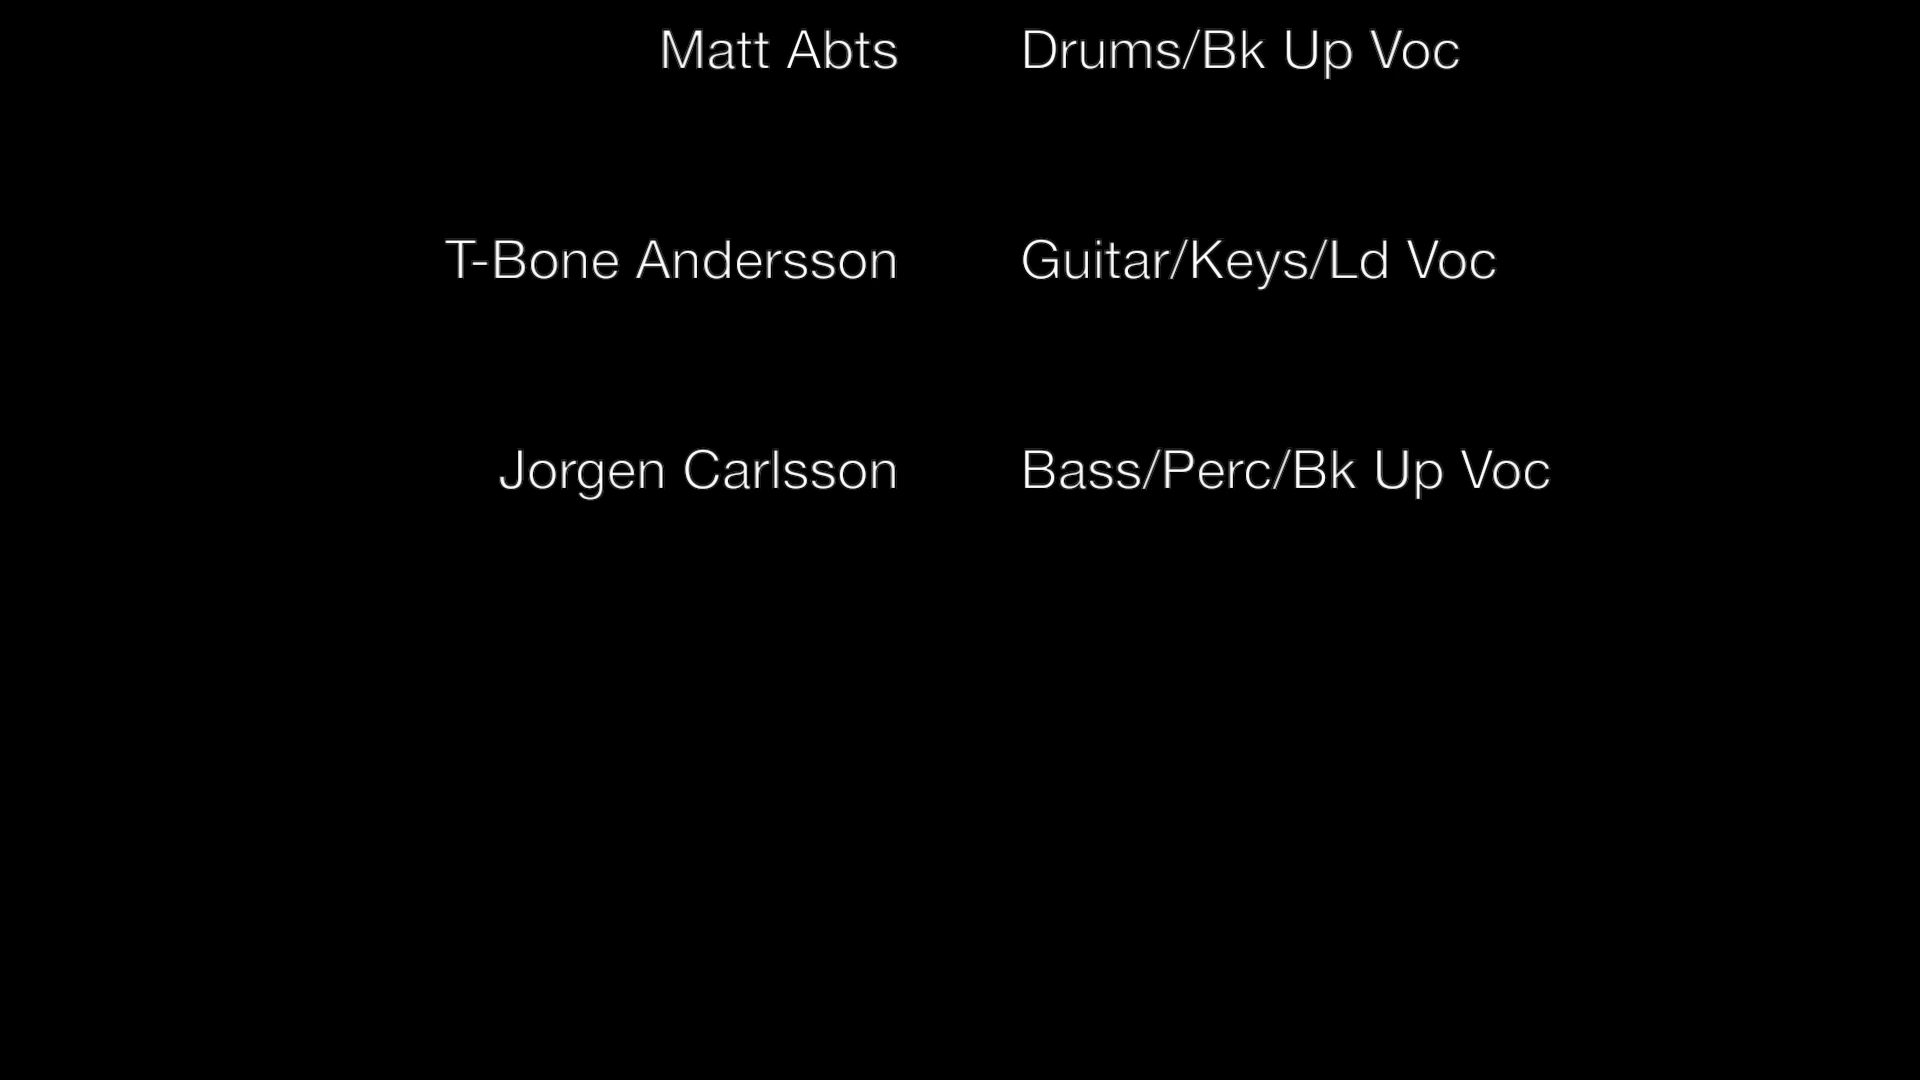 Matt Abts Drums/Bk Up Voc
T-Bone Andersson Guitar/Keys/Ld Voc
Jorgen Carlsson Bass/Perc/Bk Up Voc